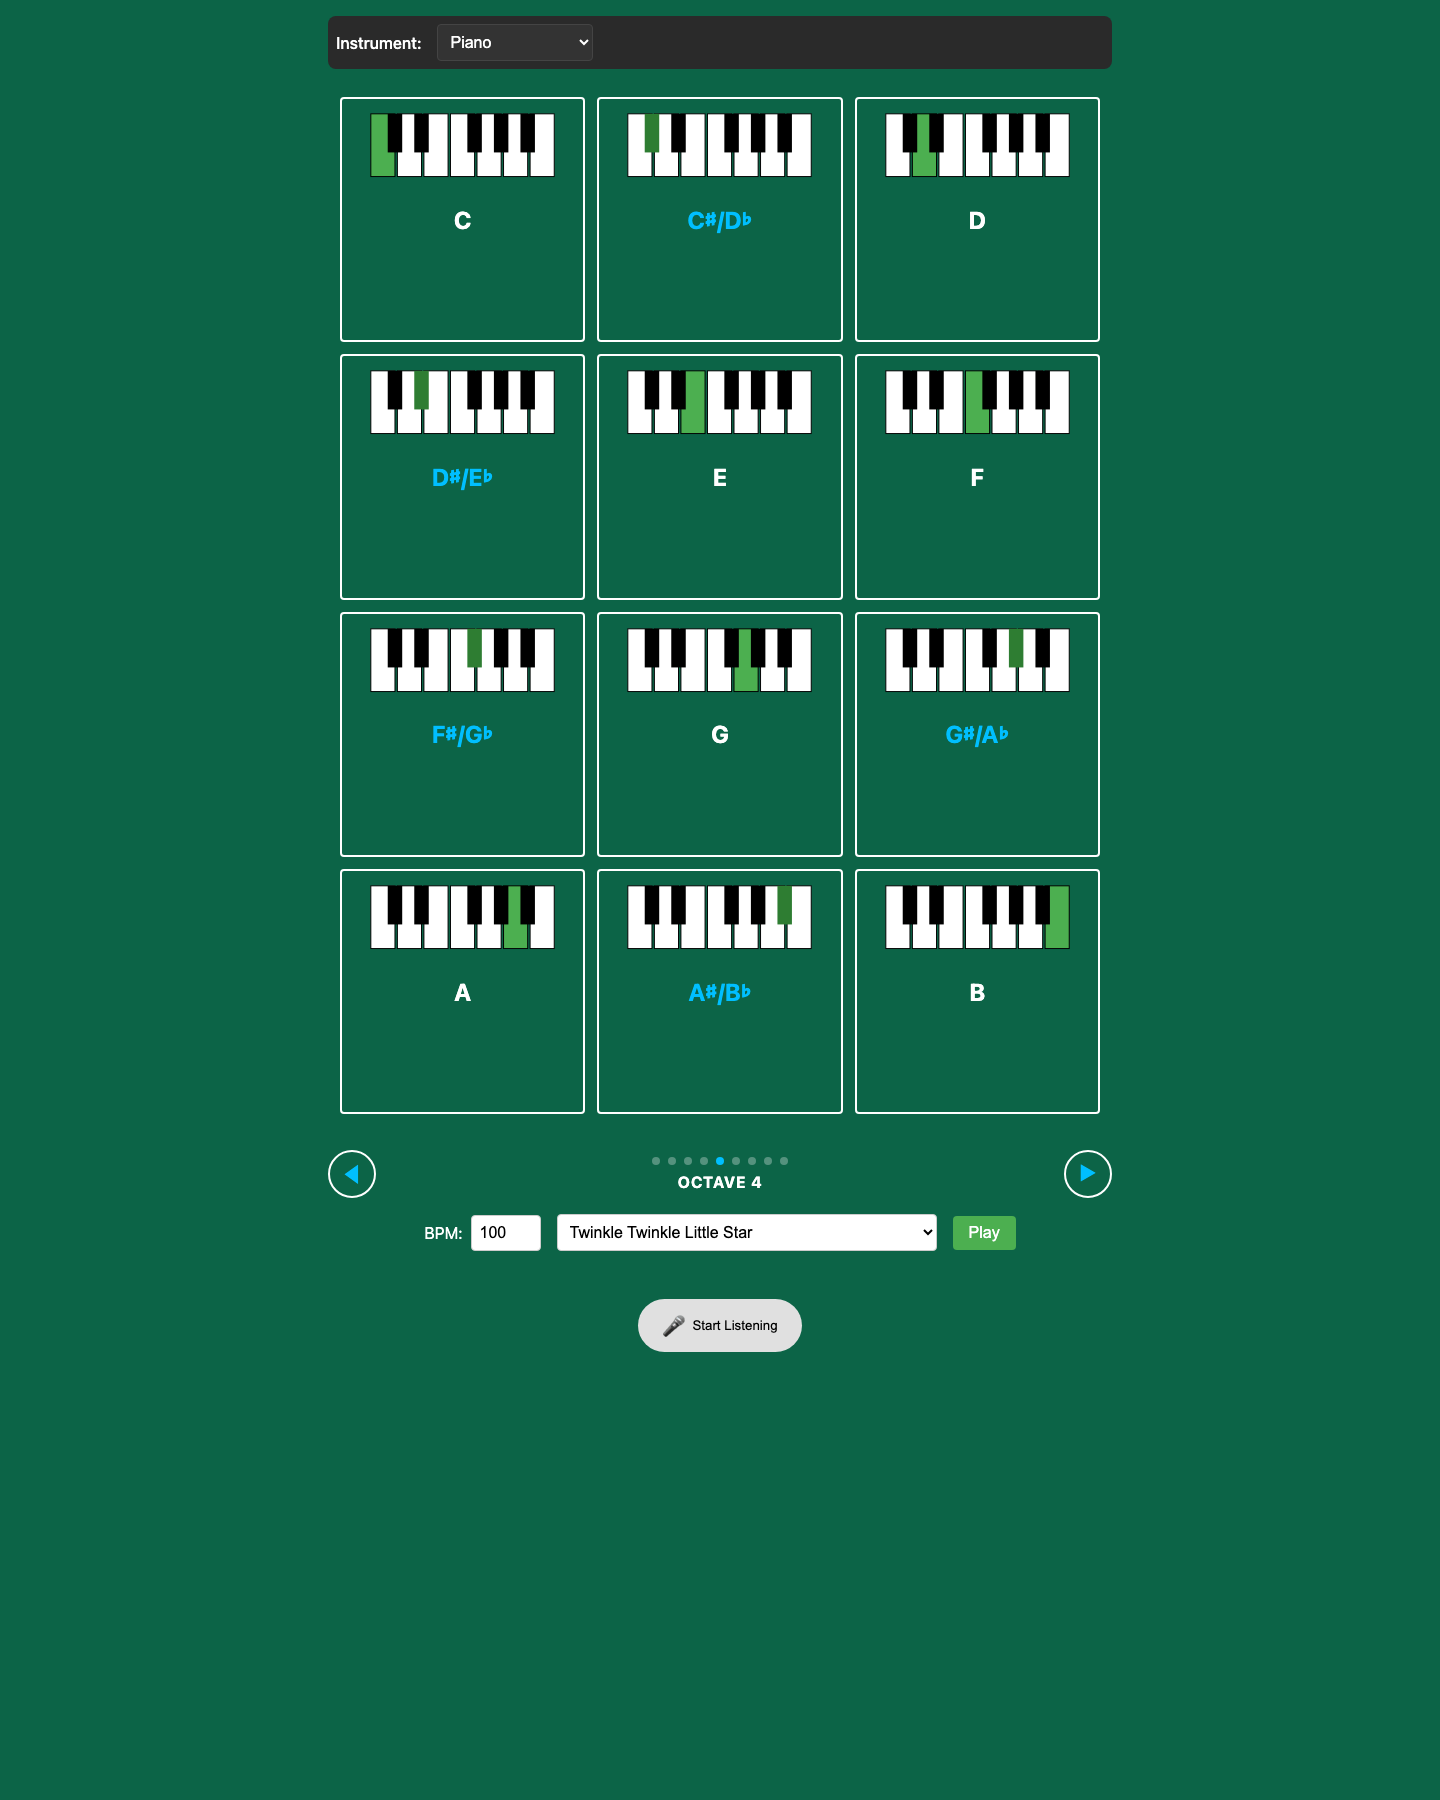 Instrument: Piano
C
C♯/D♭
D
D♯/E♭
E
F
F♯/G♭
G
G♯/A♭
A
A♯/B♭
B
OCTAVE 4
BPM: 100 Twinkle Twinkle Little Star Play
Start Listening